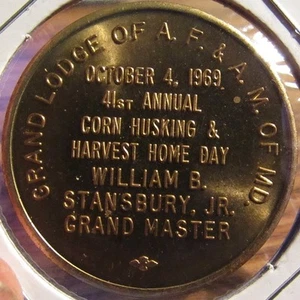 GRAND LODGE OF A. F. & A. M. OF MD.
OCTOBER 4, 1969
41ST ANNUAL
CORN HUSKING &
HARVEST HOME DAY
WILLIAM B.
STANSBURY, JR.
GRAND MASTER